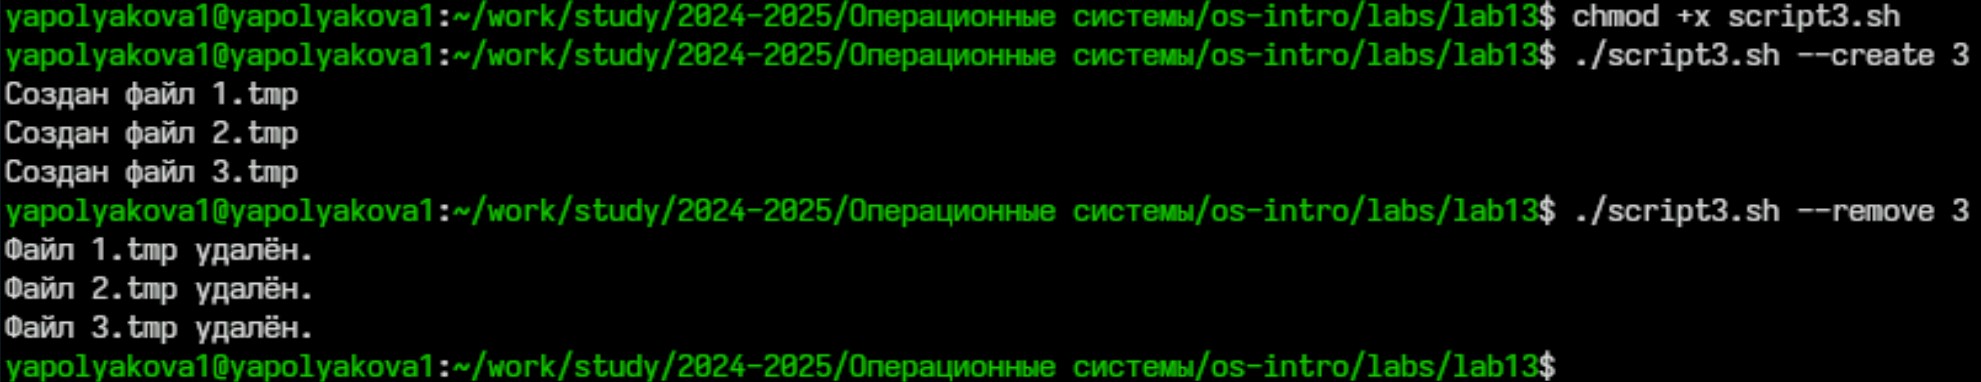 yapolyakova1@yapolyakova1:~/work/study/2024-2025/Операционные системы/os-intro/labs/lab13$ chmod +x script3.sh
yapolyakova1@yapolyakova1:~/work/study/2024-2025/Операционные системы/os-intro/labs/lab13$ ./script3.sh --create 3
Создан файл 1.tmp
Создан файл 2.tmp
Создан файл 3.tmp
yapolyakova1@yapolyakova1:~/work/study/2024-2025/Операционные системы/os-intro/labs/lab13$ ./script3.sh --remove 3
Файл 1.tmp удалён.
Файл 2.tmp удалён.
Файл 3.tmp удалён.
yapolyakova1@yapolyakova1:~/work/study/2024-2025/Операционные системы/os-intro/labs/lab13$